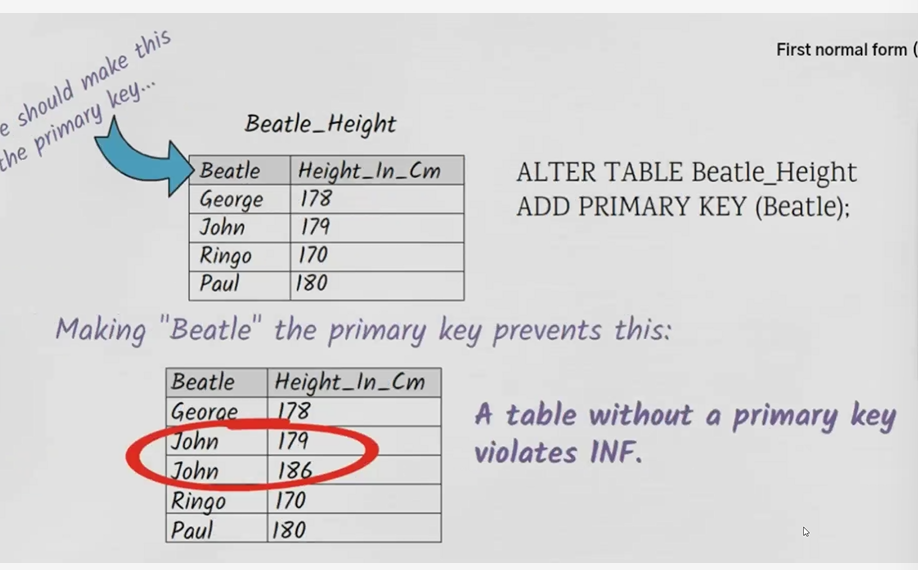 First normal form (
e should make this
the primary key...
Beatle_Height
Beatle Height_In_Cm
George 178
John 179
Ringo 170
Paul 180
ALTER TABLE Beatle_Height
ADD PRIMARY KEY (Beatle);
Making "Beatle" the primary key prevents this:
Beatle Height_In_Cm
George 178
John 179
John 186
Ringo 170
Paul 180
A table without a primary key
violates 1NF.